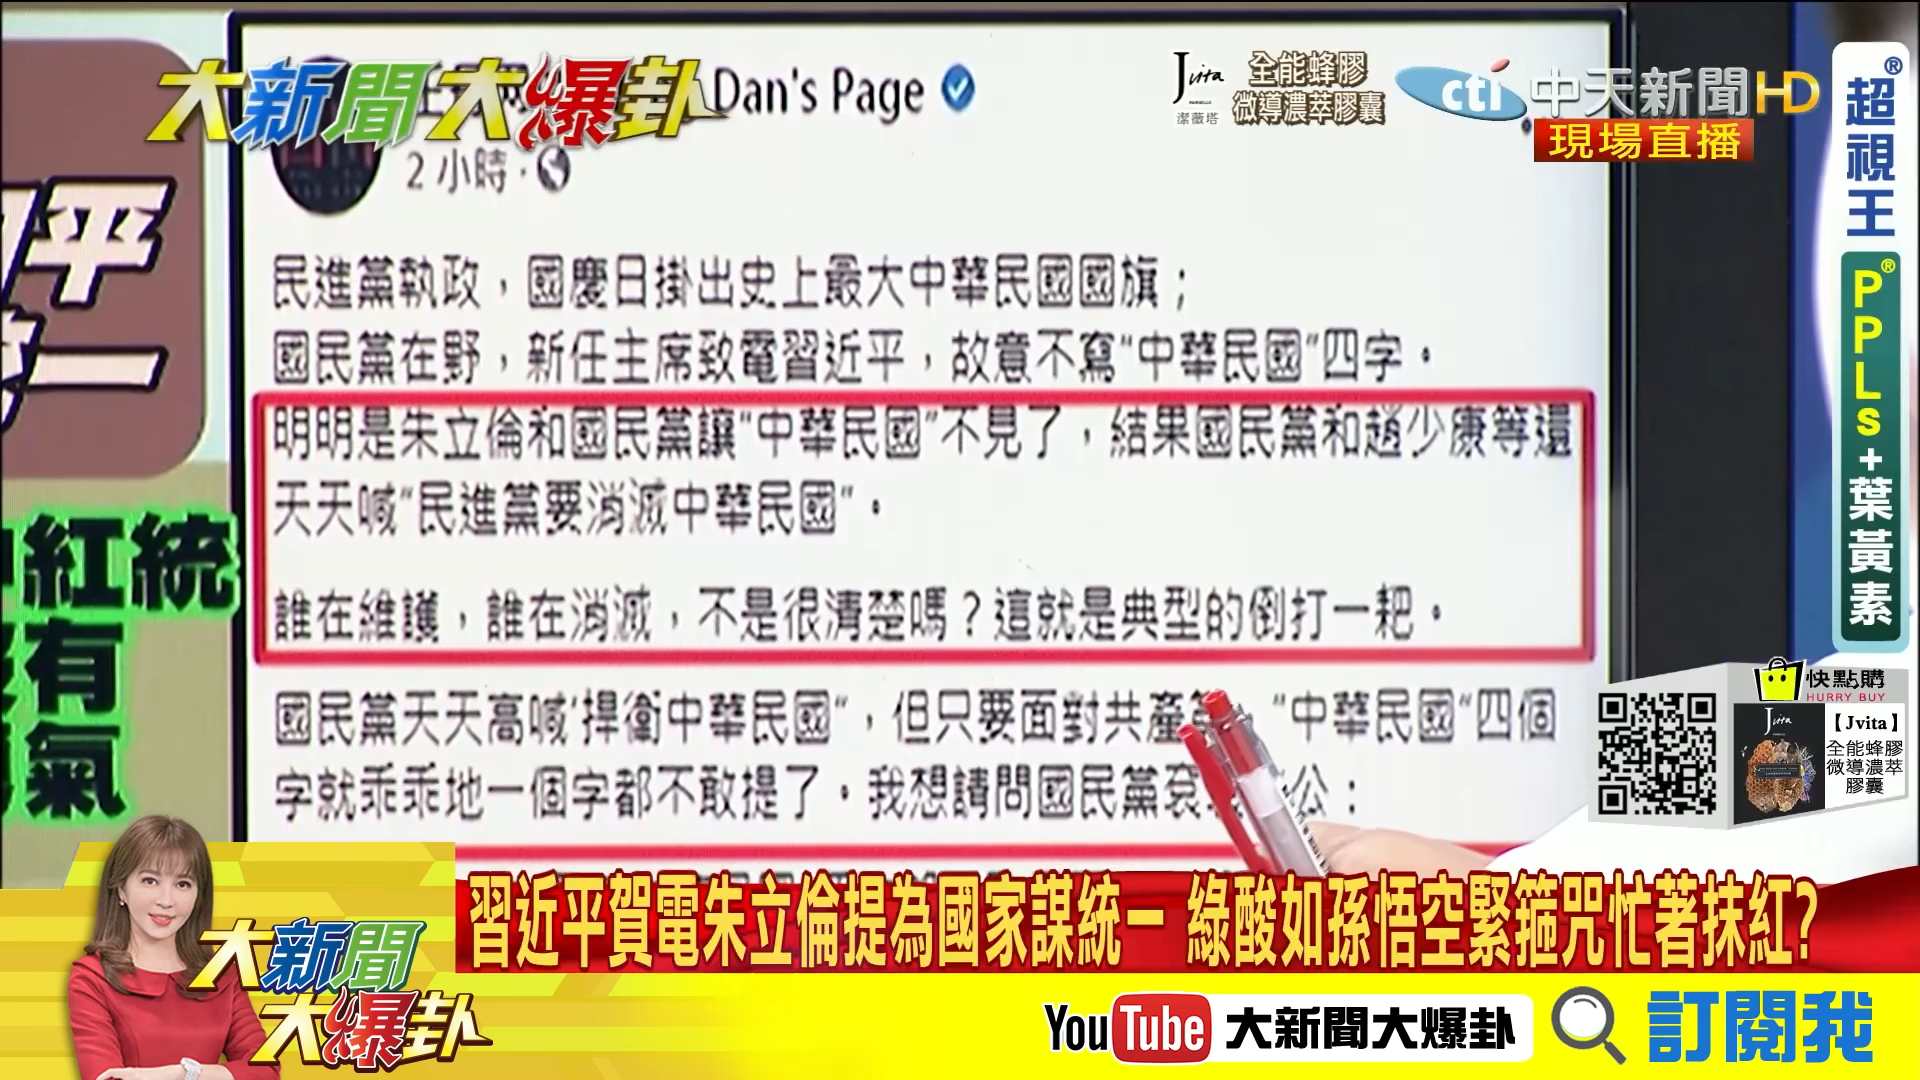 大新聞大爆卦
Dan's Page
2 小時
Jvita
潔薇塔
全能蜂膠
微導濃萃膠囊
cti 中天新聞HD
現場直播
超視王®
PPLs®+葉黃素
平
一
紅統
有
氣
民進黨執政，國慶日掛出史上最大中華民國國旗；
國民黨在野，新任主席致電習近平，故意不寫“中華民國”四字。
明明是朱立倫和國民黨讓“中華民國”不見了，結果國民黨和趙少康等還
天天喊“民進黨要消滅中華民國”。
誰在維護，誰在消滅，不是很清楚嗎？這就是典型的倒打一耙。
國民黨天天高喊‘捍衛中華民國“，但只要面對共產 “中華民國“四個
字就乖乖地一個字都不敢提了。我想請問國民黨袞 公：
快點購
HURRY BUY
Jvita
【Jvita】
全能蜂膠
微導濃萃
膠囊
習近平賀電朱立倫提為國家謀統一 綠酸如孫悟空緊箍咒忙著抹紅?
大新聞
大爆卦
YouTube 大新聞大爆卦
訂閱我